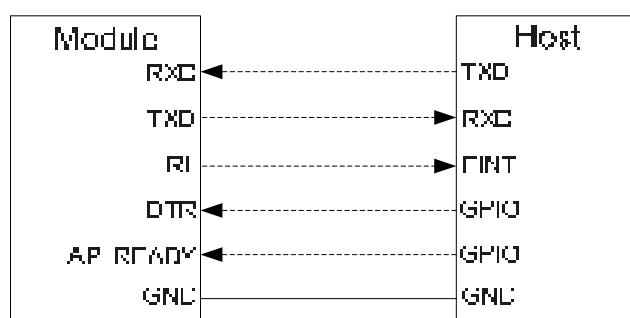 Module
Host
RXD
TXD
TXD
RXD
RI
EINT
DTR
GPIO
AP_READY
GPIO
GND
GND